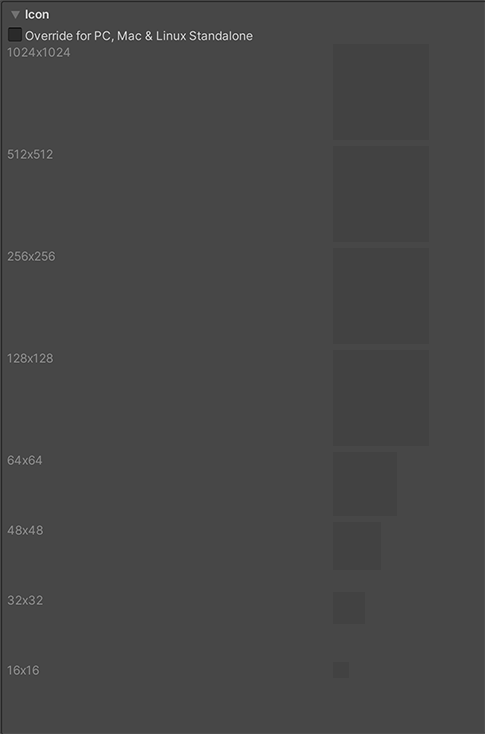 Icon
Override for PC, Mac & Linux Standalone
1024x1024
512x512
256x256
128x128
64x64
48x48
32x32
16x16